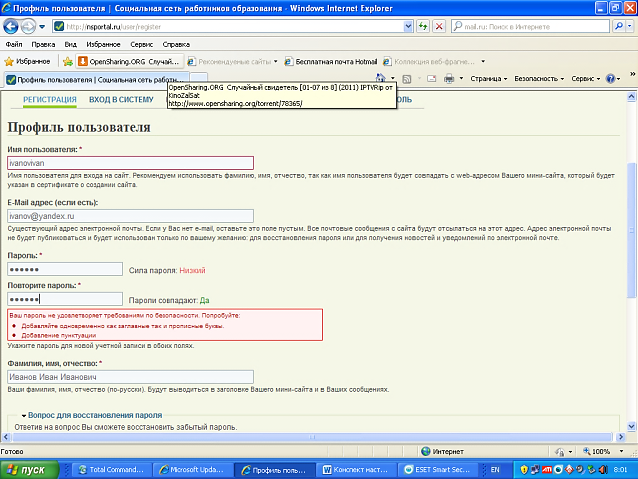 Профиль пользователя | Социальная сеть работников образования - Windows Internet Explorer
http://nsportal.ru/user/register
mail.ru: Поиск в Интернете
Файл Правка Вид Избранное Сервис Справка
Избранное OpenSharing.ORG Случай... Рекомендуемые сайты Бесплатная почта Hotmail Коллекция веб-фрагме...
Профиль пользователя | Социальная сеть работн...
Страница Безопасность Сервис
OpenSharing.ORG Случайный свидетель [01-07 из 8] (2011) IPTVRip от
KinoZalSat
http://www.opensharing.org/torrent/78365/
РЕГИСТРАЦИЯ ВХОД В СИСТЕМУ
Профиль пользователя
Имя пользователя: *
ivanovivan
Имя пользователя для входа на сайт. Рекомендуем использовать фамилию, имя, отчество, так как имя пользователя будет совпадать с web-адресом Вашего мини-сайта, который будет
указан в сертификате о создании сайта.
E-Mail адрес (если есть):
ivanov@yandex.ru
Существующий адрес электронной почты. Если у Вас нет e-mail, оставьте это поле пустым. Все почтовые сообщения с сайта будут отсылаться на этот адрес. Адрес электронной почты
не будет публиковаться и будет использован только по вашему желанию: для восстановления пароля или для получения новостей и уведомлений по электронной почте.
Пароль: *
●●●●●● Сила пароля: Низкий
Повторите пароль: *
●●●●●● Пароли совпадают: Да
Ваш пароль не удовлетворяет требованиям по безопасности. Попробуйте:
Добавляйте одновременно как заглавные так и прописные буквы.
Добавление пунктуации
Укажите пароль для новой учетной записи в обоих полях.
Фамилия, имя, отчество: *
Иванов Иван Иванович
Ваши фамилия, имя, отчество (по-русски). Будут выводиться в заголовке Вашего мини-сайта и в Ваших сообщениях.
Вопрос для восстановления пароля
Ответив на вопрос Вы сможете восстановить забытый пароль.
Готово Интернет 100%
пуск Total Command... Microsoft Upda... Профиль поль... Конспект наст... ESET Smart Sec... EN 8:01